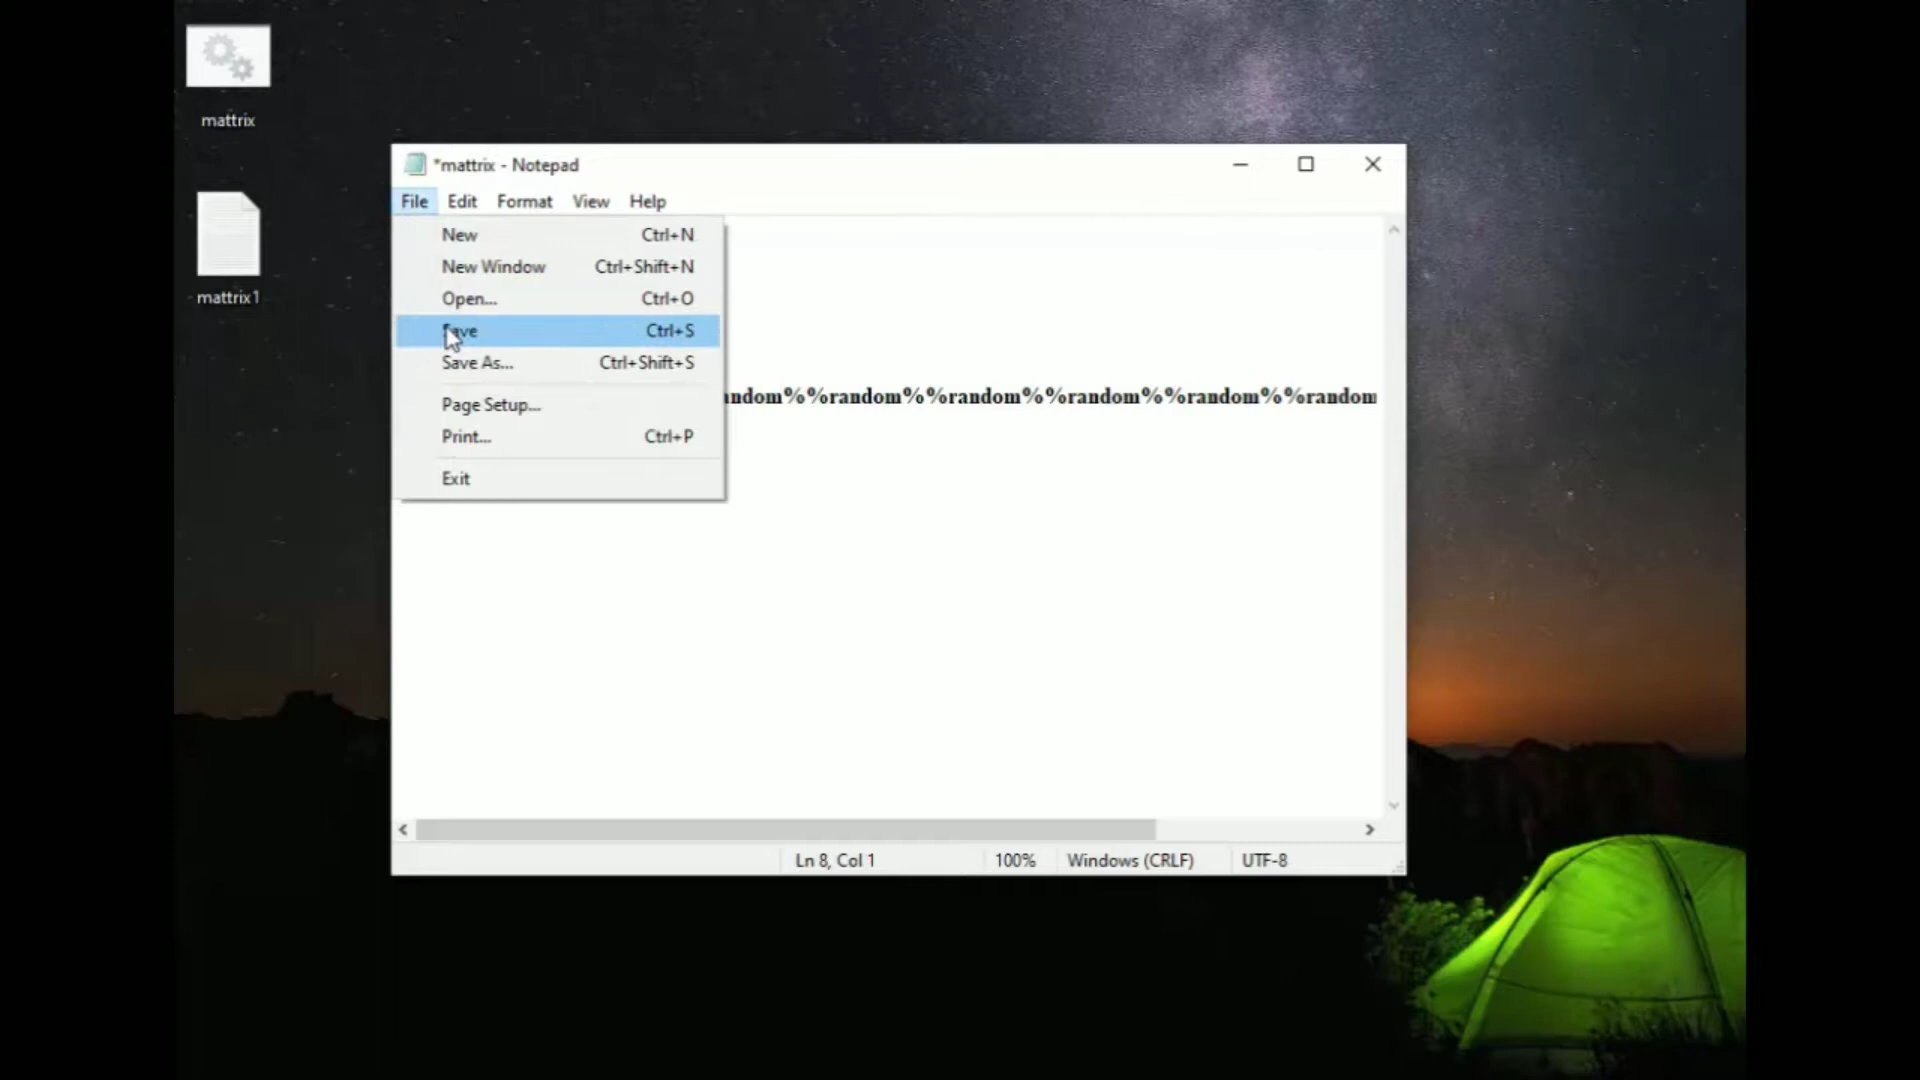 mattrix
mattrix1
*mattrix - Notepad
File Edit Format View Help
New Ctrl+N
New Window Ctrl+Shift+N
Open... Ctrl+O
Save Ctrl+S
Save As... Ctrl+Shift+S
Page Setup...
Print... Ctrl+P
Exit
ndom%%random%%random%%random%%random%%random
Ln 8, Col 1 100% Windows (CRLF) UTF-8